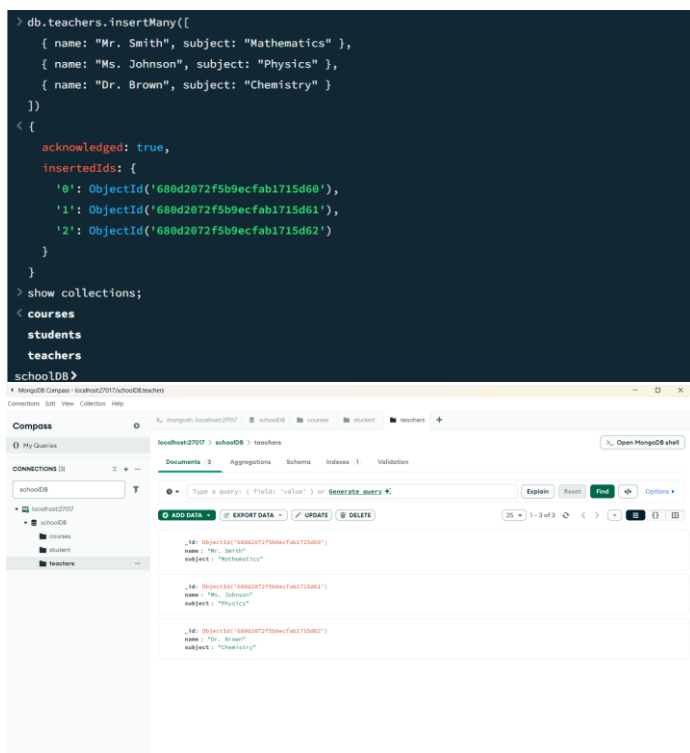 > db.teachers.insertMany([
{ name: "Mr. Smith", subject: "Mathematics" },
{ name: "Ms. Johnson", subject: "Physics" },
{ name: "Dr. Brown", subject: "Chemistry" }
])
< {
acknowledged: true,
insertedIds: {
'0': ObjectId('680d2072f5b9ecfab1715d60'),
'1': ObjectId('680d2072f5b9ecfab1715d61'),
'2': ObjectId('680d2072f5b9ecfab1715d62')
}
}
> show collections;
< courses
students
teachers
schoolDB>
MongoDB Compass - localhost:27017/schoolDB.teachers
Connections Edit View Collection Help
Compass
>_ mongosh: localhost:27017 schoolDB courses student teachers +
{} My Queries
localhost:27017 > schoolDB > teachers
>_ Open MongoDB shell
CONNECTIONS (3)
Documents 3 Aggregations Schema Indexes 1 Validation
schoolDB
Type a query: { field: 'value' } or Generate query
Explain Reset Find </> Options
localhost:27017
schoolDB
courses
student
teachers
ADD DATA EXPORT DATA UPDATE DELETE
25 1 - 3 of 3
_id: ObjectId('680d2072f5b9ecfab1715d60')
name : "Mr. Smith"
subject : "Mathematics"
_id: ObjectId('680d2072f5b9ecfab1715d61')
name : "Ms. Johnson"
subject : "Physics"
_id: ObjectId('680d2072f5b9ecfab1715d62')
name : "Dr. Brown"
subject : "Chemistry"